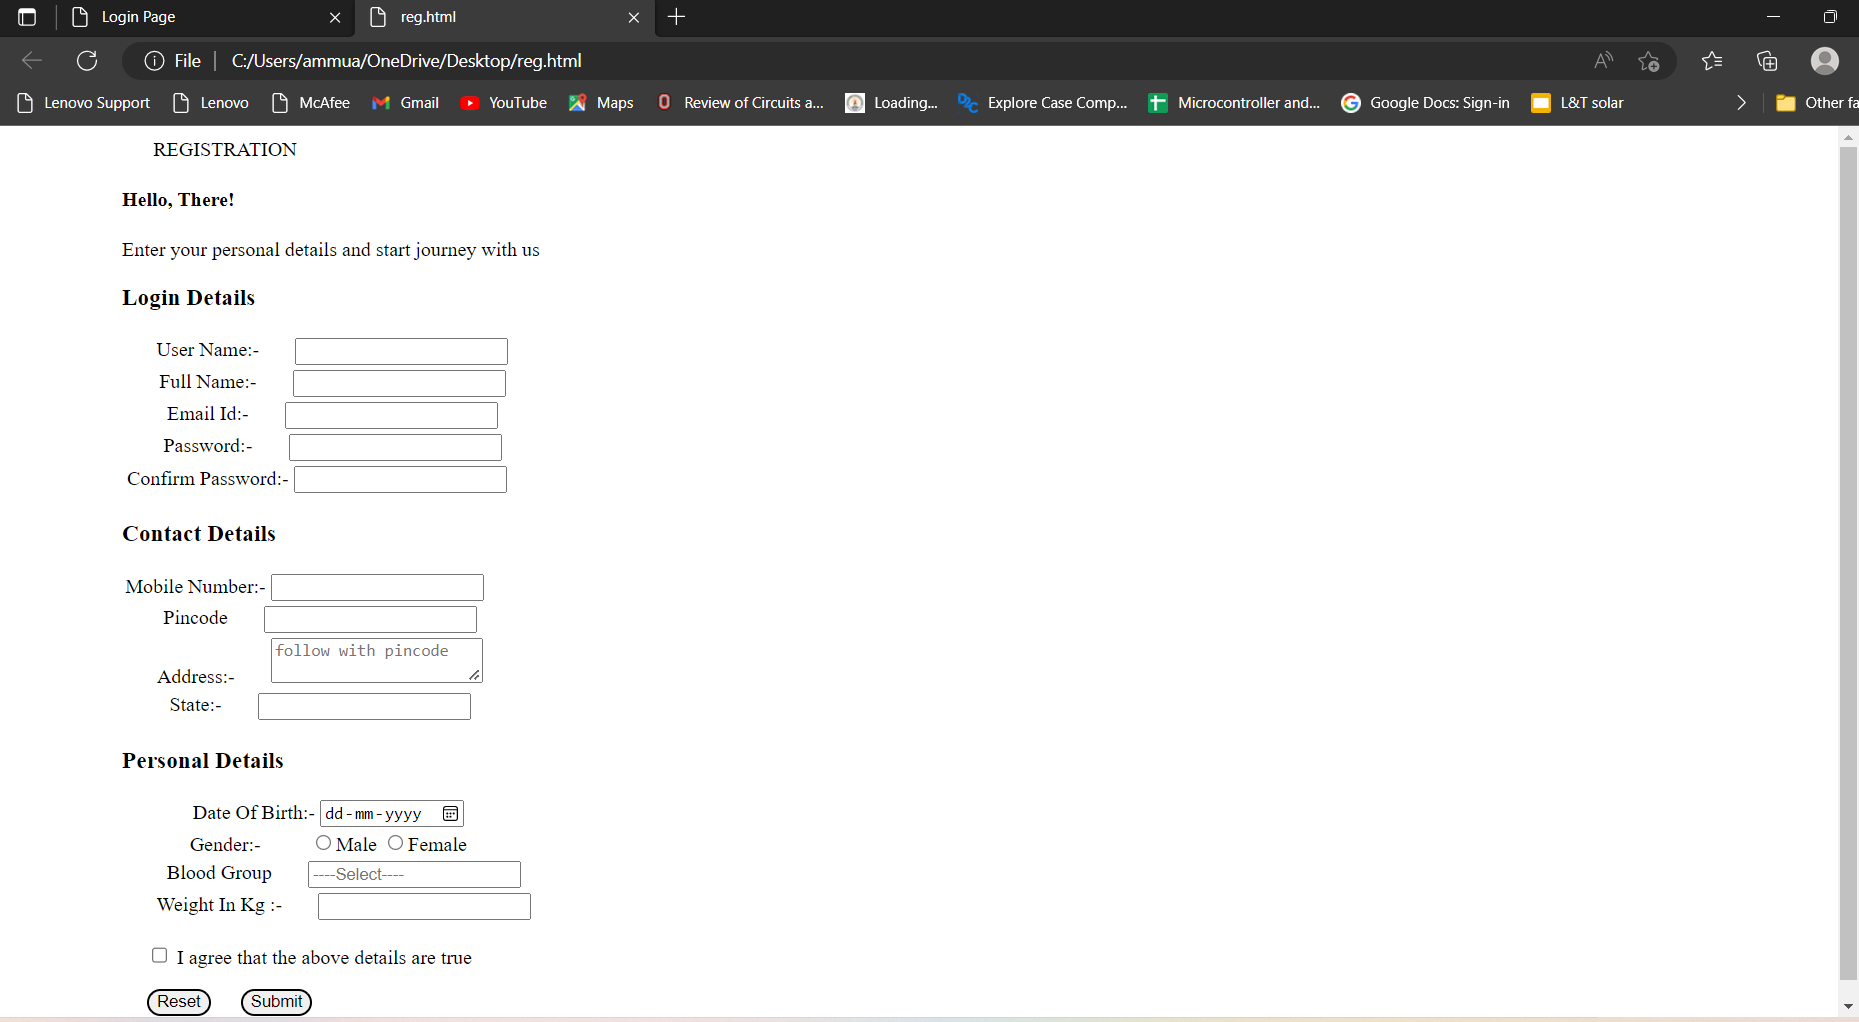 Login Page
reg.html
File
C:/Users/ammua/OneDrive/Desktop/reg.html
Lenovo Support Lenovo McAfee Gmail YouTube Maps Review of Circuits a... Loading... Explore Case Comp... Microcontroller and... Google Docs: Sign-in L&T solar Other fa
REGISTRATION
Hello, There!
Enter your personal details and start journey with us
Login Details
User Name:-
Full Name:-
Email Id:-
Password:-
Confirm Password:-
Contact Details
Mobile Number:-
Pincode
follow with pincode
Address:-
State:-
Personal Details
Date Of Birth:- dd-mm-yyyy
Gender:- Male Female
Blood Group ----Select----
Weight In Kg :-
I agree that the above details are true
Reset Submit